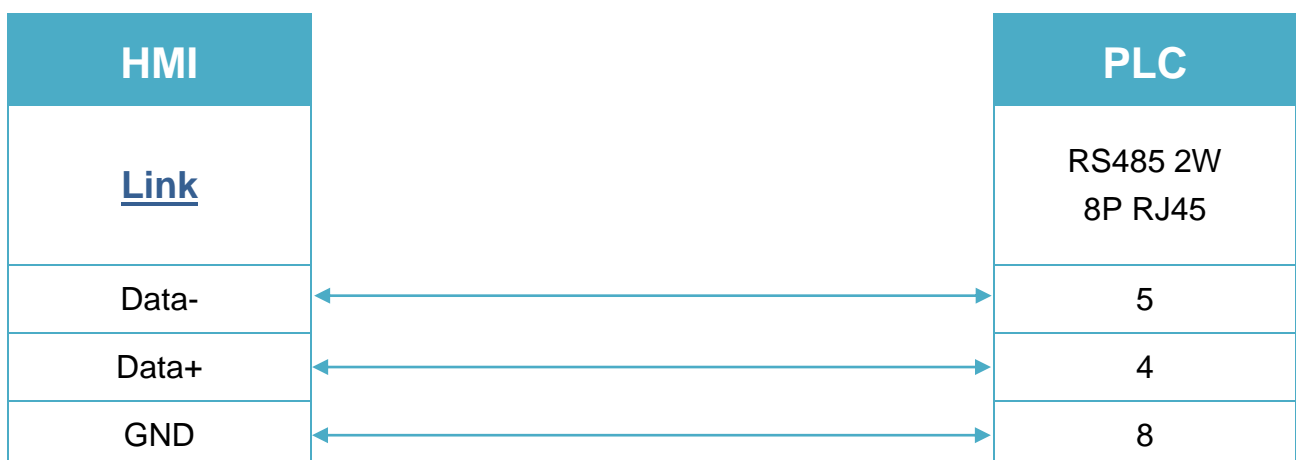 HMI PLC
Link RS485 2W
8P RJ45
Data- 5
Data+ 4
GND 8